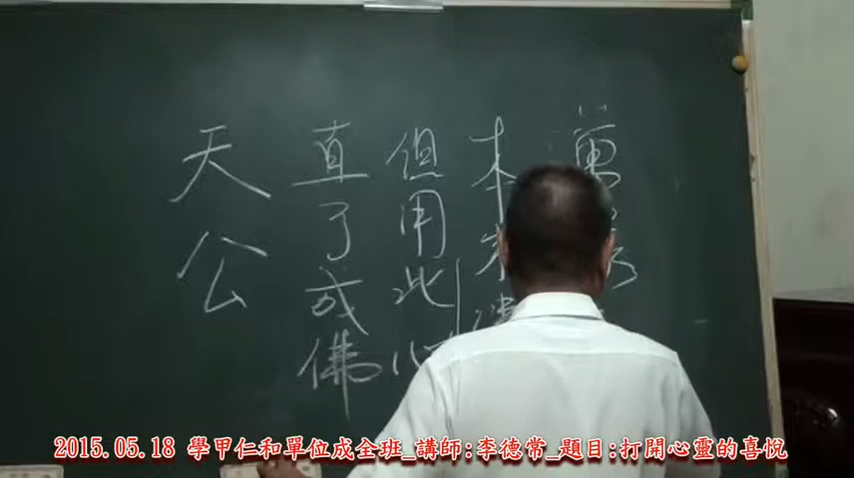 萬
本
但用此心
直了成佛
天公
2015.05.18 學甲仁和單位成全班_講師:李德常_題目:打開心靈的喜悅